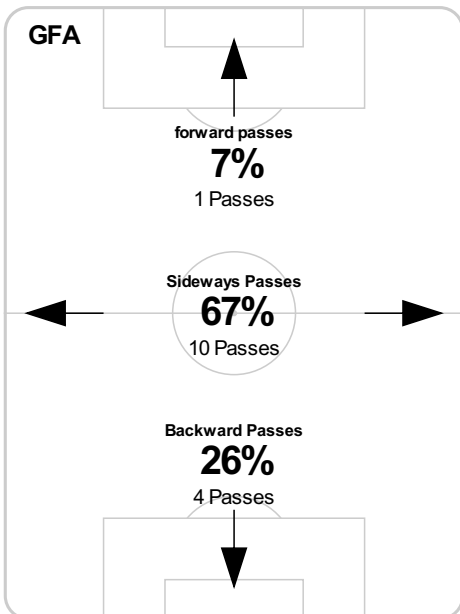 GFA
forward passes
7%
1 Passes
Sideways Passes
67%
10 Passes
Backward Passes
26%
4 Passes